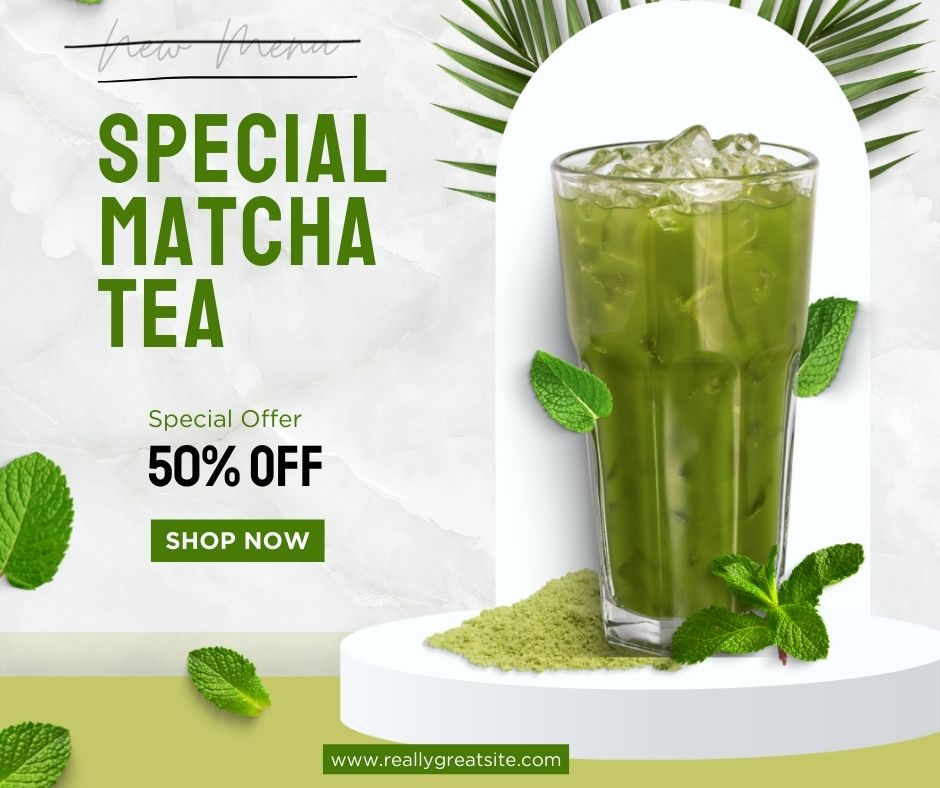 New Menu
SPECIAL
MATCHA
TEA
Special Offer
50% OFF
SHOP NOW
www.reallygreatsite.com